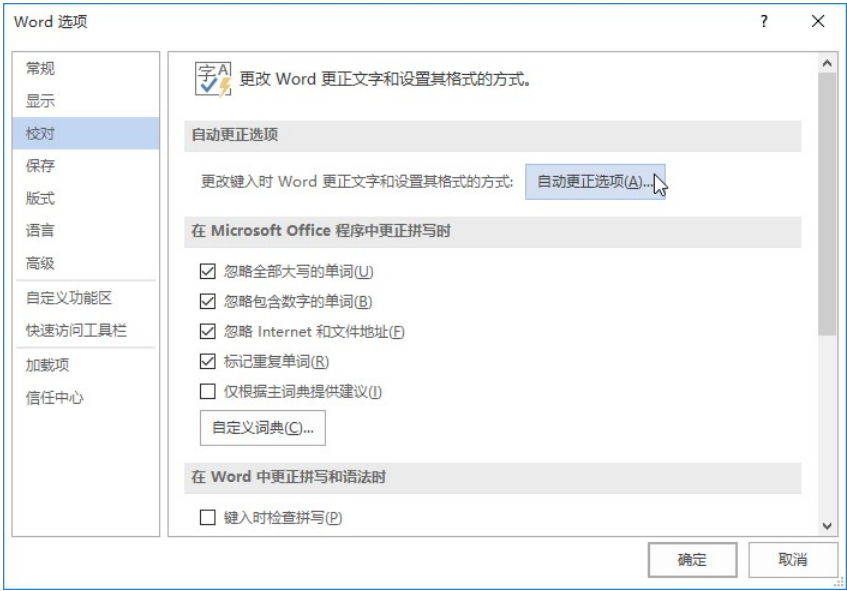 Word 选项
?
常规
显示
校对
保存
版式
语言
高级
自定义功能区
快速访问工具栏
加载项
信任中心
字A
更改 Word 更正文字和设置其格式的方式。
自动更正选项
更改键入时 Word 更正文字和设置其格式的方式: 自动更正选项(A)...
在 Microsoft Office 程序中更正拼写时
忽略全部大写的单词(U)
忽略包含数字的单词(B)
忽略 Internet 和文件地址(F)
标记重复单词(R)
仅根据主词典提供建议(I)
自定义词典(C)...
在 Word 中更正拼写和语法时
键入时检查拼写(P)
确定 取消